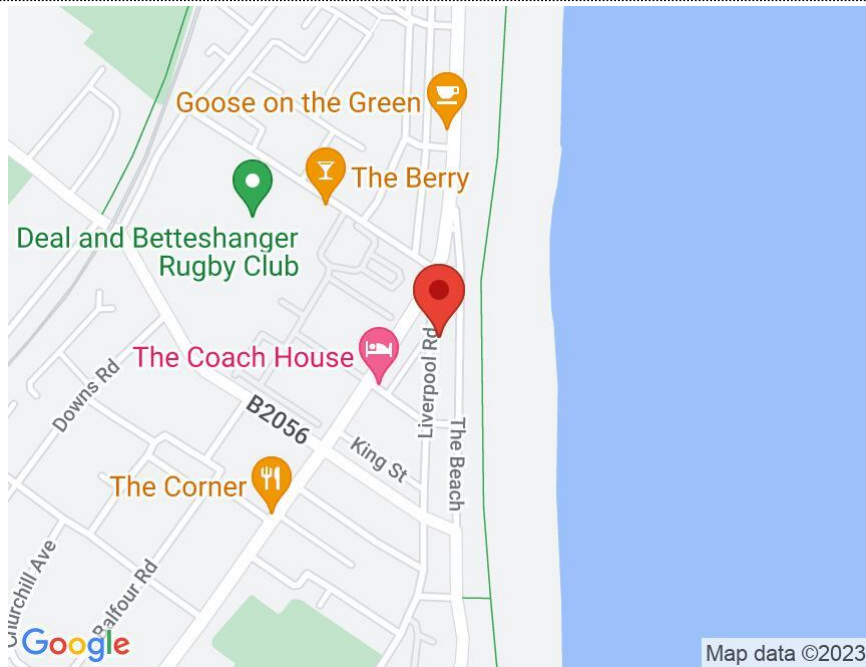 Goose on the Green
The Berry
Deal and Betteshanger
Rugby Club
The Coach House
Liverpool Rd
Downs Rd
B2056
King St
The Beach
The Corner
Churchill Ave
Balfour Rd
Google
Map data ©2023